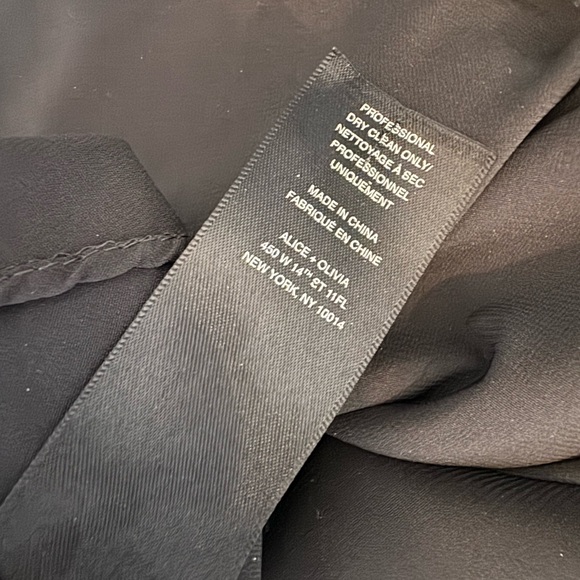 PROFESSIONAL
DRY CLEAN ONLY/
NETTOYAGE À SEC
PROFESSIONNEL
UNIQUEMENT
MADE IN CHINA
FABRIQUÉ EN CHINE
ALICE + OLIVIA
450 W 14TH ST 11FL
NEW YORK, NY 10014